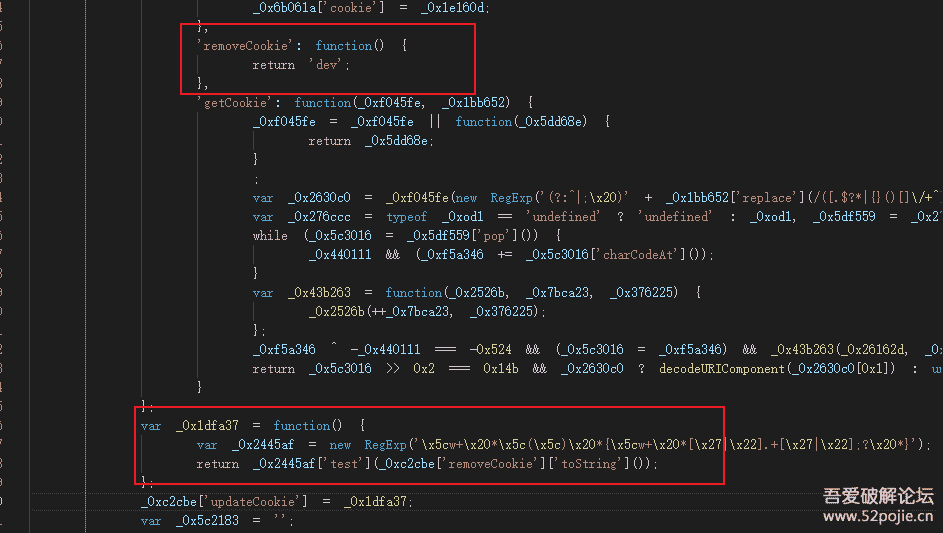 _0x6b061a['cookie'] = _0x1e160d;
},
'removeCookie': function() {
return 'dev';
},
'getCookie': function(_0xf045fe, _0x1bb652) {
_0xf045fe = _0xf045fe || function(_0x5dd68e) {
return _0x5dd68e;
}
;
var _0x2630c0 = _0xf045fe(new RegExp('(?:^|;\x20)' + _0x1bb652['replace'](/([.$?*|{}()[]\/+^
var _0x276ccc = typeof _0xod1 == 'undefined' ? 'undefined' : _0xod1, _0x5df559 = _0x27
while (_0x5c3016 = _0x5df559['pop']()) {
_0x440111 && (_0xf5a346 += _0x5c3016['charCodeAt']());
}
var _0x43b263 = function(_0x2526b, _0x7bca23, _0x376225) {
_0x2526b(++_0x7bca23, _0x376225);
};
_0xf5a346 ^ -_0x440111 === -0x524 && (_0x5c3016 = _0xf5a346) && _0x43b263(_0x26162d, _0x
return _0x5c3016 >> 0x2 === 0x14b && _0x2630c0 ? decodeURIComponent(_0x2630c0[0x1]) : u
}
};
var _0x1dfa37 = function() {
var _0x2445af = new RegExp('\x5cw+\x20*\x5c(\x5c)\x20*{\x5cw+\x20*[\x27|\x22].+[\x27|\x22];?\x20*}');
return _0x2445af['test'](_0xc2cbe['removeCookie']['toString']());
};
_0xc2cbe['updateCookie'] = _0x1dfa37;
var _0x5c2183 = '';
吾爱破解论坛
www.52pojie.cn